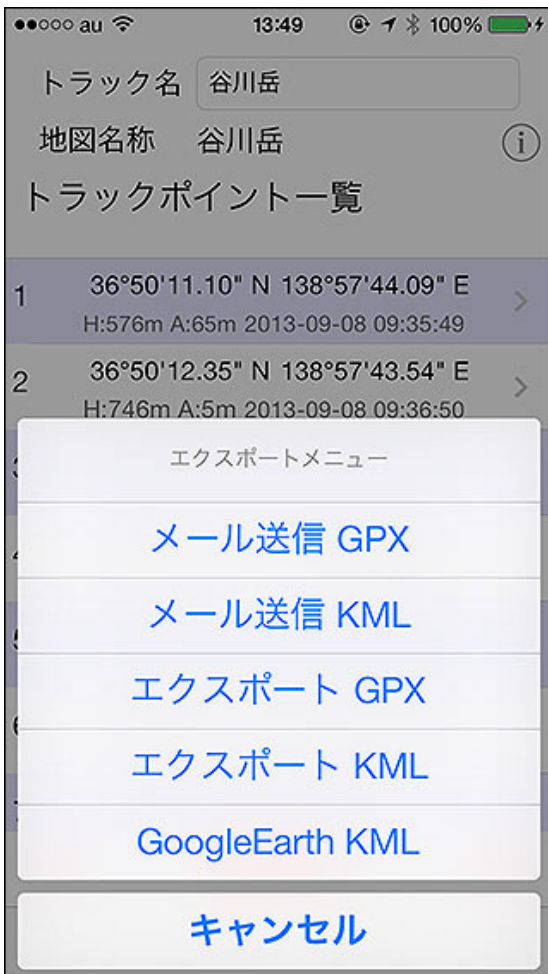 au 13:49 100%
トラック名 谷川岳
地図名称 谷川岳
トラックポイント一覧
1 36°50'11.10" N 138°57'44.09" E
H:576m A:65m 2013-09-08 09:35:49
2 36°50'12.35" N 138°57'43.54" E
H:746m A:5m 2013-09-08 09:36:50
エクスポートメニュー
メール送信 GPX
メール送信 KML
エクスポート GPX
エクスポート KML
GoogleEarth KML
キャンセル